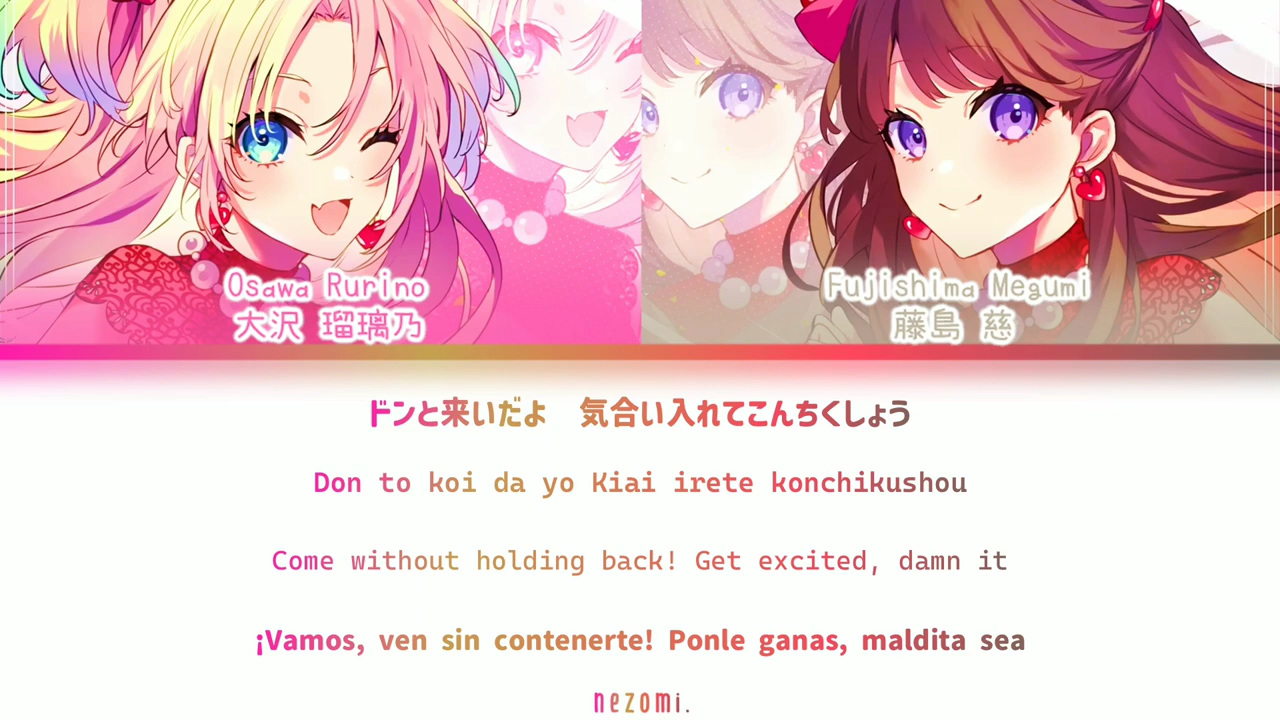 Osawa Rurino
大沢 瑠璃乃
Fujishima Megumi
藤島 慈
ドンと来いだよ　気合い入れてこんちくしょう
Don to koi da yo Kiai irete konchikushou
Come without holding back! Get excited, damn it
¡Vamos, ven sin contenerte! Ponle ganas, maldita sea
nezomi.